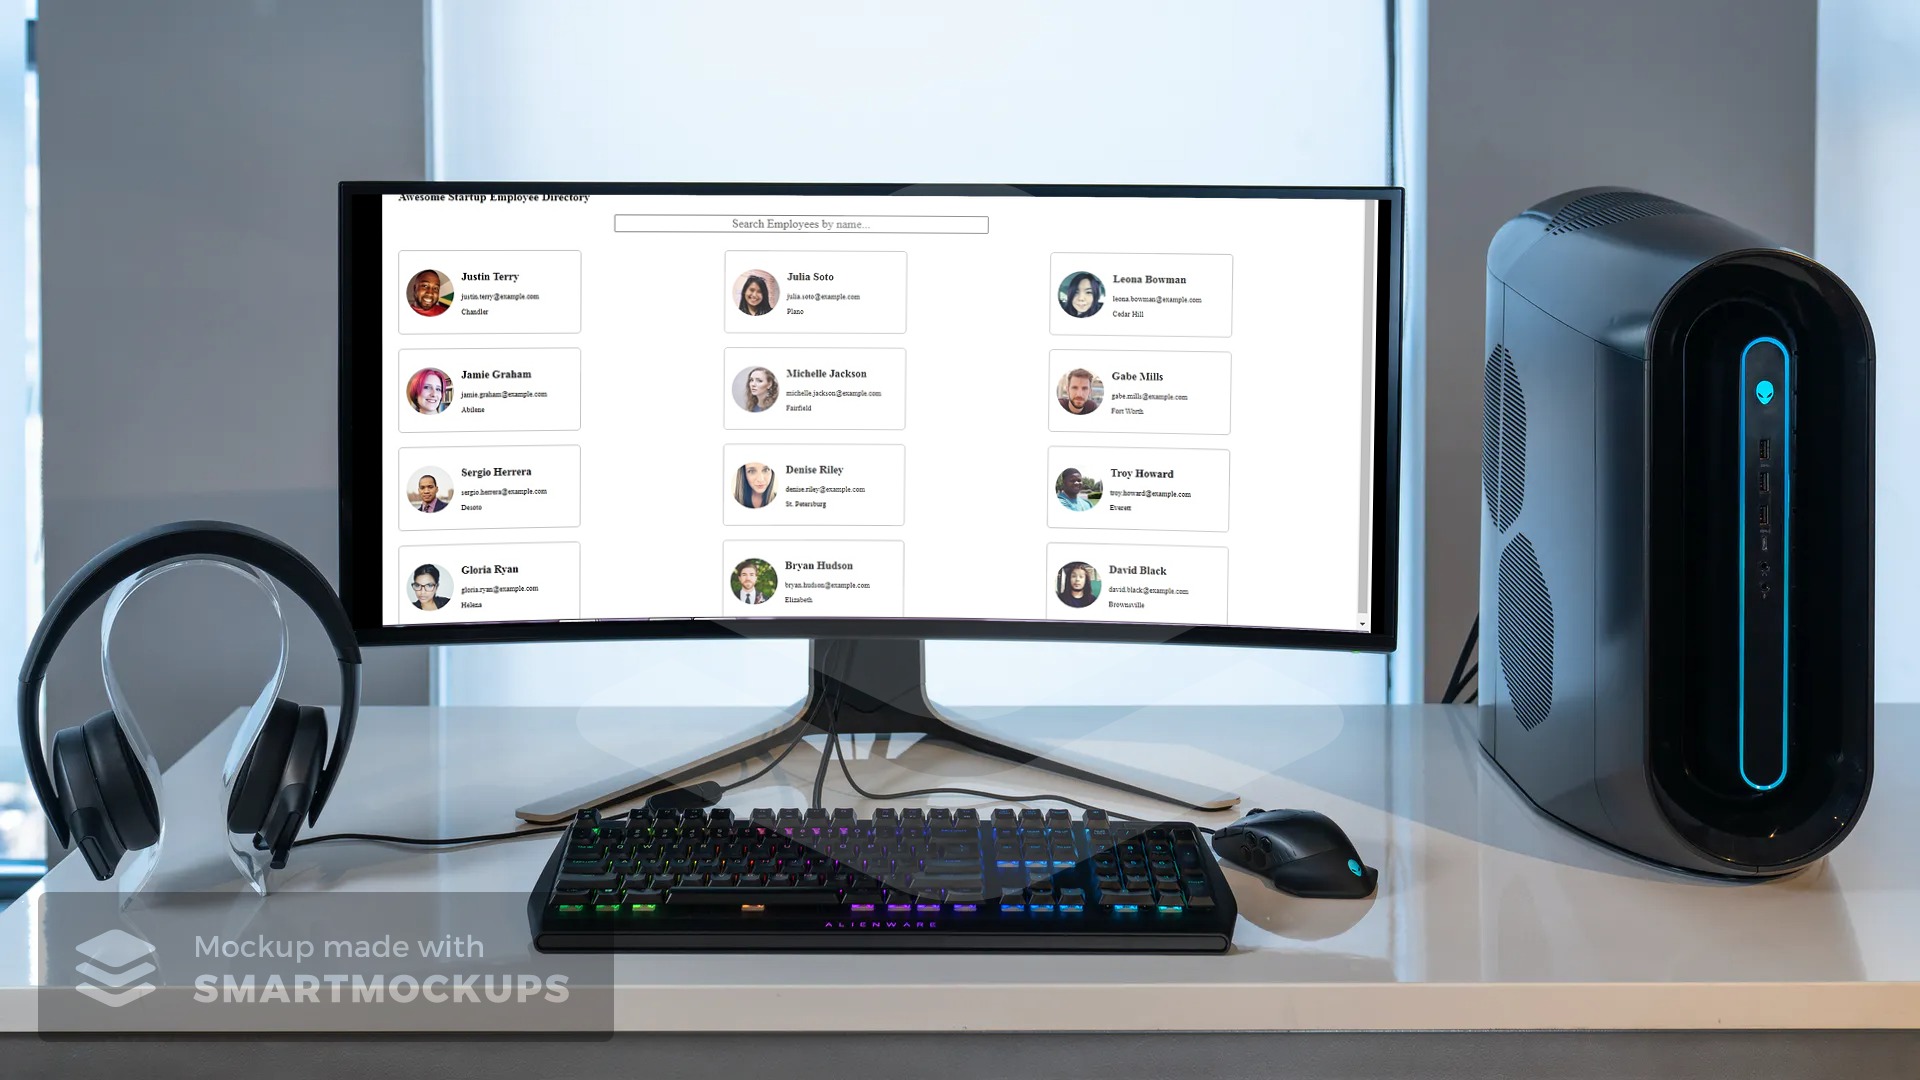 Awesome Startup Employee Directory
Search Employees by name...
Justin Terry
justin.terry@example.com
Chandler
Julia Soto
julia.soto@example.com
Plano
Leona Bowman
leona.bowman@example.com
Cedar Hill
Jamie Graham
jamie.graham@example.com
Abilene
Michelle Jackson
michelle.jackson@example.com
Fairfield
Gabe Mills
gabe.mills@example.com
Fort Worth
Sergio Herrera
sergio.herrera@example.com
Desoto
Denise Riley
denise.riley@example.com
St. Petersburg
Troy Howard
troy.howard@example.com
Everett
Gloria Ryan
gloria.ryan@example.com
Helena
Bryan Hudson
bryan.hudson@example.com
Elizabeth
David Black
david.black@example.com
Brownsville
ALIENWARE
Mockup made with
SMARTMOCKUPS